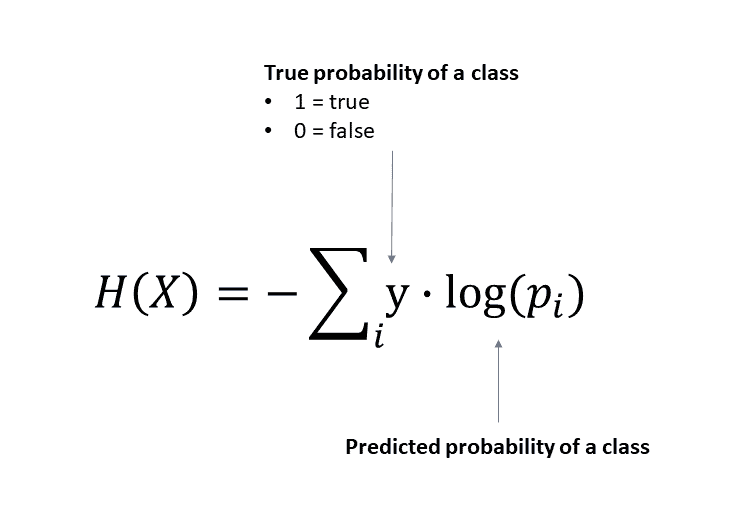 True probability of a class
• 1 = true
• 0 = false
H(X) = − ∑ᵢ y · log(pᵢ)
Predicted probability of a class